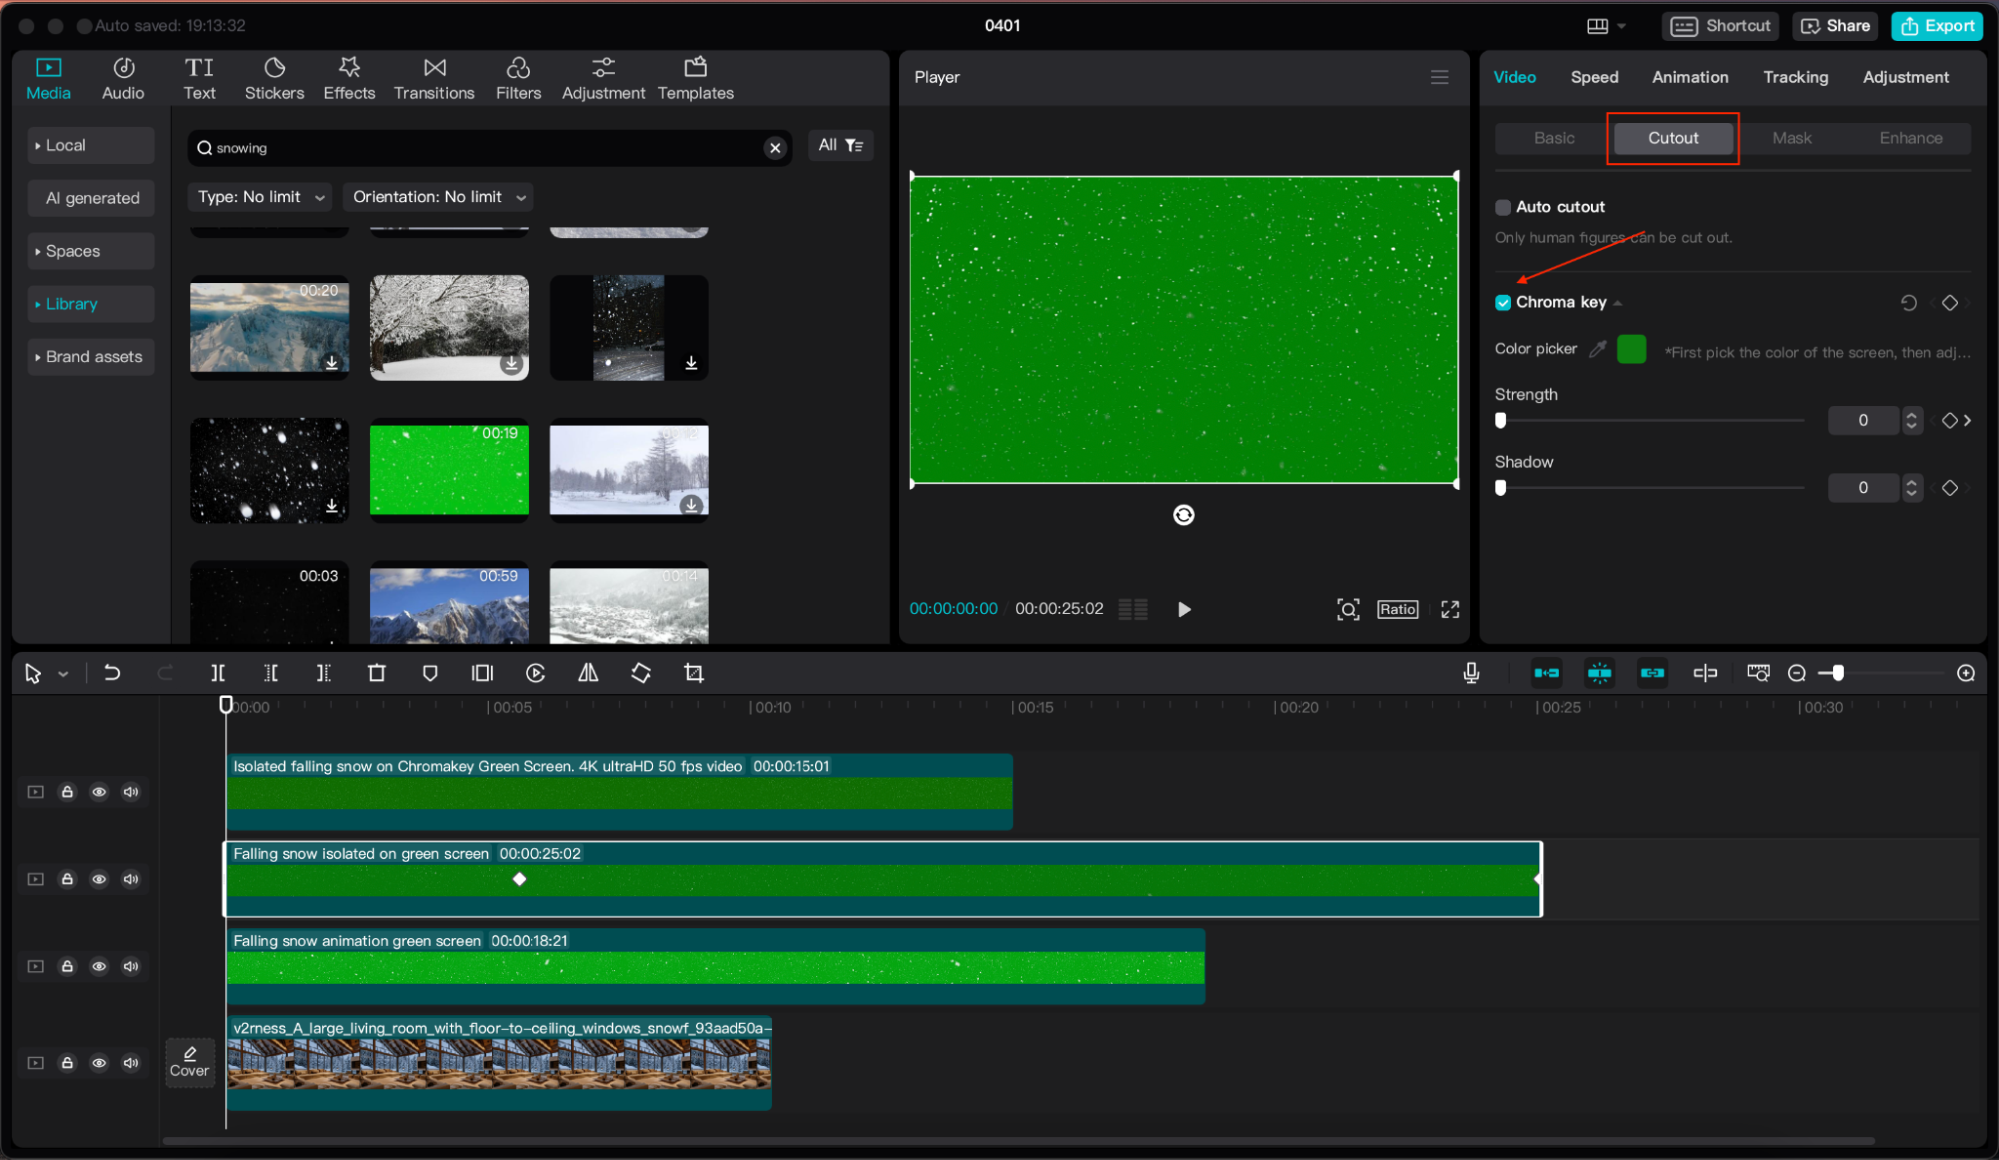 Auto saved: 19:13:32
0401
Shortcut
Share
Export
Media
Audio
TI
Text
Stickers
Effects
Transitions
Filters
Adjustment
Templates
Local
AI generated
Spaces
Library
Brand assets
snowing
All
Type: No limit
Orientation: No limit
00:20
00:19
00:03
00:59
00:14
Player
00:00:00:00
00:00:25:02
Ratio
Video
Speed
Animation
Tracking
Adjustment
Basic
Cutout
Mask
Enhance
Auto cutout
Only human figures can be cut out.
Chroma key
Color picker
*First pick the color of the screen, then adj...
Strength
0
Shadow
0
00:00
00:05
00:10
00:15
00:20
00:25
00:30
Isolated falling snow on Chromakey Green Screen. 4K ultraHD 50 fps video 00:00:15:01
Falling snow isolated on green screen 00:00:25:02
Falling snow animation green screen 00:00:18:21
v2rness_A_large_living_room_with_floor-to-ceiling_windows_snowf_93aad50a-
Cover